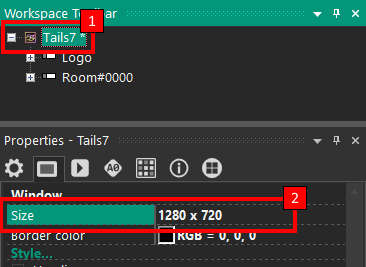 Workspace Toolbar
1
Tails7 *
Logo
Room#0000
Properties - Tails7
Window
2
Size 1280 x 720
Border color RGB = 0, 0, 0
Style...